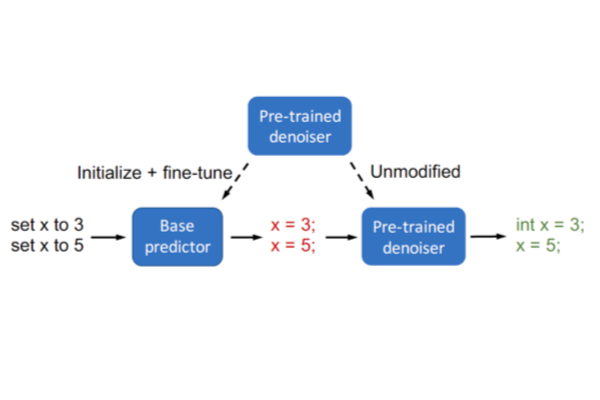 Pre-trained
denoiser
Initialize + fine-tune
Unmodified
set x to 3
set x to 5
Base
predictor
x = 3;
x = 5;
Pre-trained
denoiser
int x = 3;
x = 5;